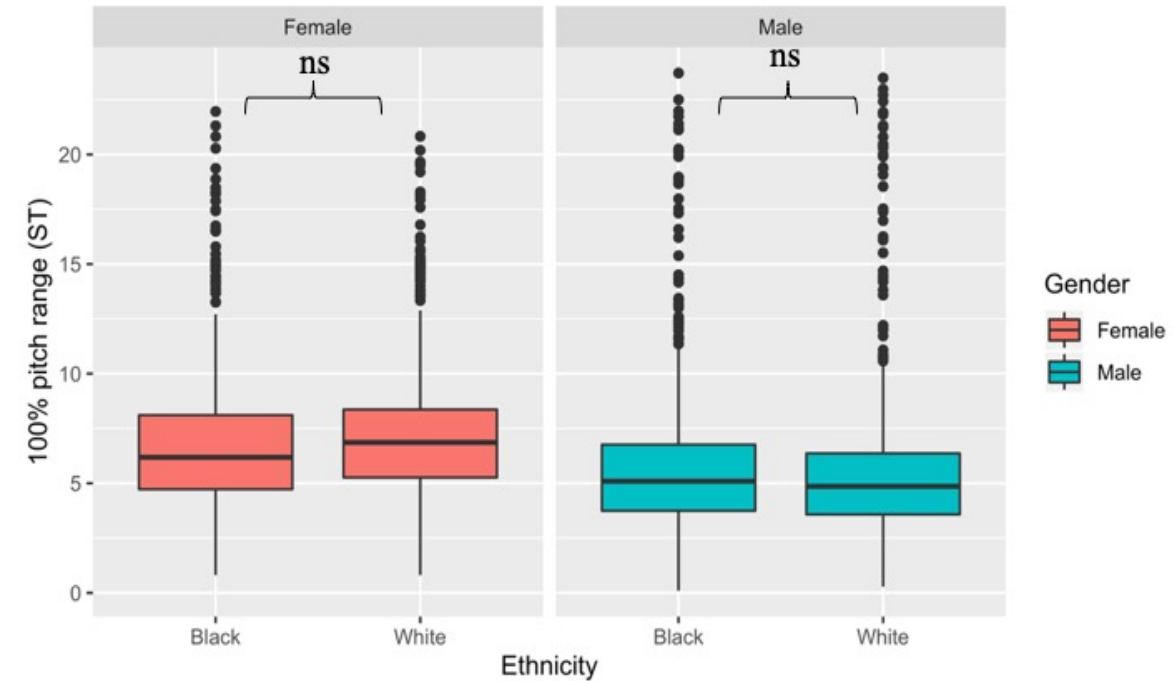 Female
Male
ns
ns
20
15
10
5
0
100% pitch range (ST)
Black
White
Black
White
Ethnicity
Gender
Female
Male